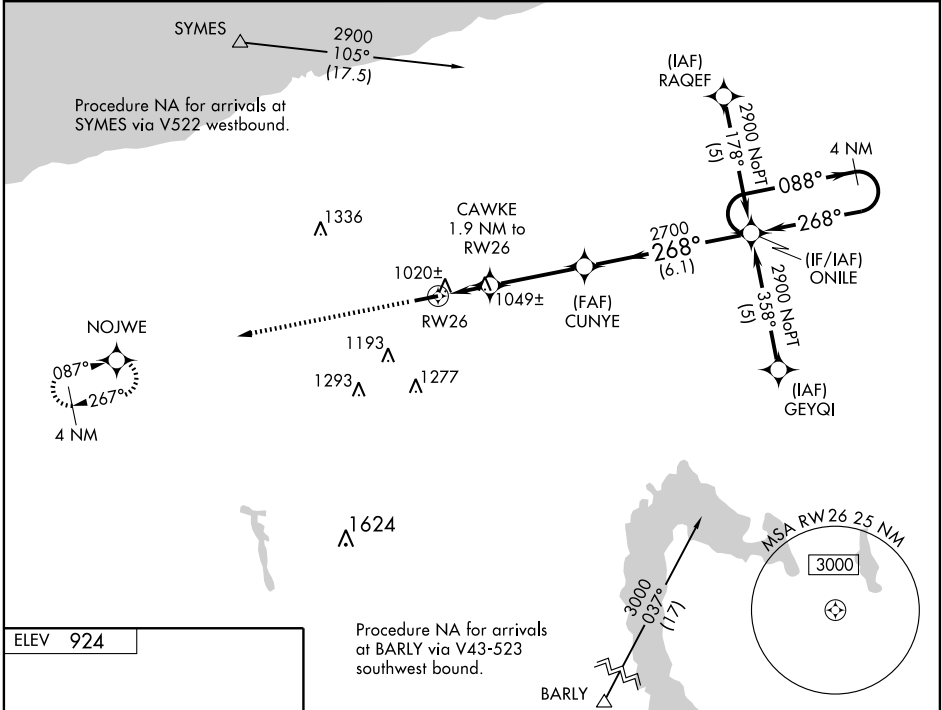 SYMES
2900
105°
(17.5)
Procedure NA for arrivals at
SYMES via V522 westbound.
(IAF)
RAQEF
2900 NoPT
178°
(5)
4 NM
088°
268°
1336
CAWKE
1.9 NM to
RW26
2700
268°
(6.1)
(IF/IAF)
ONILE
1020±
1049±
RW26
(FAF)
CUNYE
2900 NoPT
358°
(5)
NOJWE
087°
267°
4 NM
1193
1293
1277
(IAF)
GEYQI
1624
MSA RW26 25 NM
3000
3000
037°
(17)
Procedure NA for arrivals
at BARLY via V43-523
southwest bound.
BARLY
ELEV 924